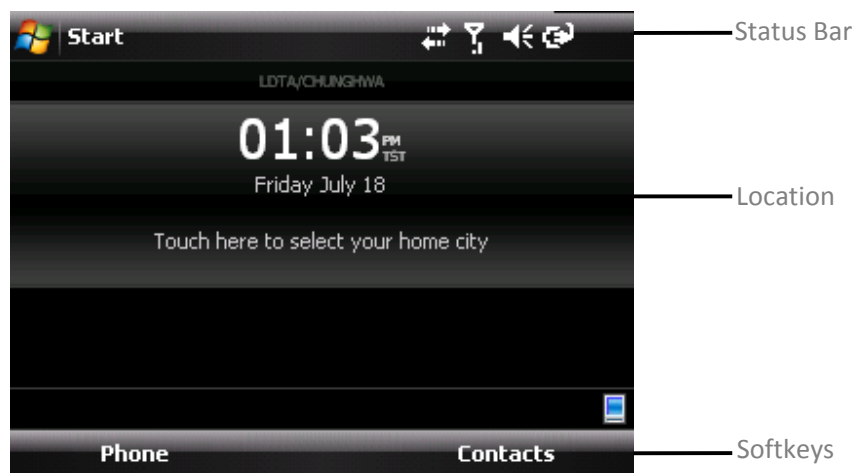 Start
Status Bar
LDTA/CHUNGHWA
01:03 PM TST
Friday July 18
Location
Touch here to select your home city
Phone
Contacts
Softkeys